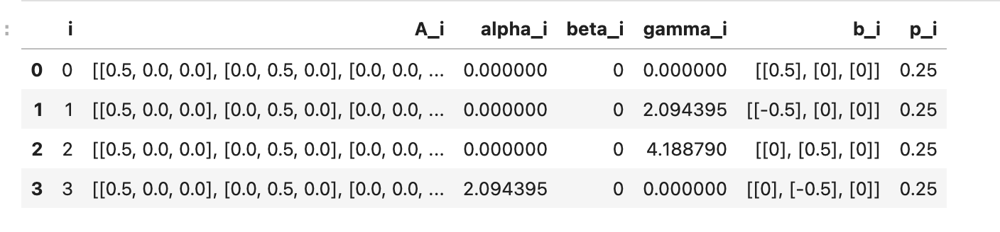 : i A_i alpha_i beta_i gamma_i b_i p_i
0 0 [[0.5, 0.0, 0.0], [0.0, 0.5, 0.0], [0.0, 0.0, ... 0.000000 0 0.000000 [[0.5], [0], [0]] 0.25
1 1 [[0.5, 0.0, 0.0], [0.0, 0.5, 0.0], [0.0, 0.0, ... 0.000000 0 2.094395 [[-0.5], [0], [0]] 0.25
2 2 [[0.5, 0.0, 0.0], [0.0, 0.5, 0.0], [0.0, 0.0, ... 0.000000 0 4.188790 [[0], [0.5], [0]] 0.25
3 3 [[0.5, 0.0, 0.0], [0.0, 0.5, 0.0], [0.0, 0.0, ... 2.094395 0 0.000000 [[0], [-0.5], [0]] 0.25